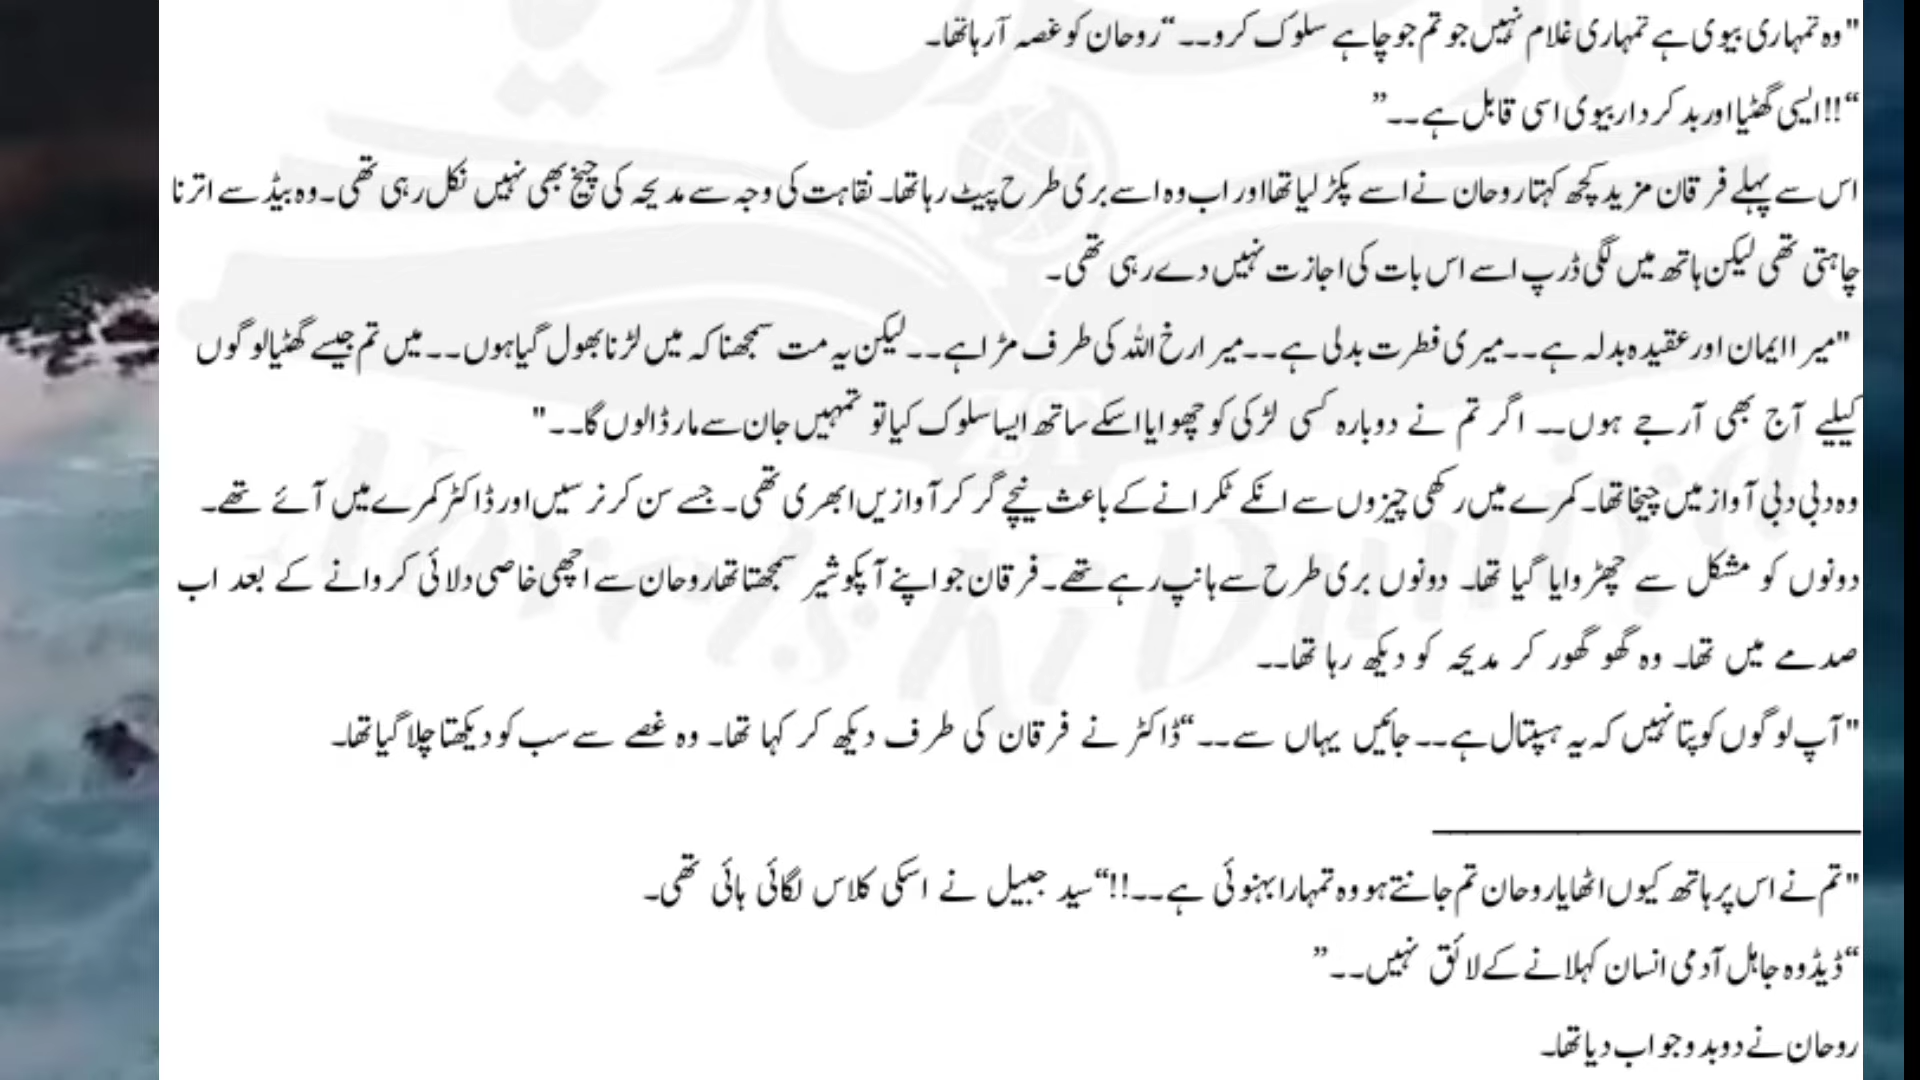 "وہ تمہاری بیوی ہے تمہاری غلام نہیں جو تم جو چاہے سلوک کرو۔۔“روحان کو غصہ آرہا تھا۔
“!!ایسی گھٹیا اور بد کردار بیوی اسی قابل ہے۔۔”
اس سے پہلے فرقان مزید کچھ کہتا روحان نے اسے پکڑ لیا تھا اور اب وہ اسے بری طرح پیٹ رہا تھا۔ نقاہت کی وجہ سے مدیحہ کی چیخ بھی نہیں نکل رہی تھی۔ وہ بیڈ سے اترنا
چاہتی تھی لیکن ہاتھ میں لگی ڈرپ اسے اس بات کی اجازت نہیں دے رہی تھی۔
"میرا ایمان اور عقیدہ بدلہ ہے۔۔میری فطرت بدلی ہے۔۔میرا رخ اللہ کی طرف مڑا ہے۔۔لیکن یہ مت سمجھنا کہ میں لڑنا بھول گیا ہوں۔۔میں تم جیسے گھٹیا لوگوں
کیلیے آج بھی آرجے ہوں۔۔ اگر تم نے دوبارہ کسی لڑکی کو چھوا یا اسکے ساتھ ایسا سلوک کیا تو تمہیں جان سے مار ڈالوں گا۔۔"
وہ دبی دبی آواز میں چیخا تھا۔ کمرے میں رکھی چیزوں سے انکے ٹکرانے کے باعث نیچے گر کر آوازیں ابھری تھی۔ جسے سن کر نرسیں اور ڈاکٹر کمرے میں آئے تھے۔
دونوں کو مشکل سے چھڑوایا گیا تھا۔ دونوں بری طرح سے ہانپ رہے تھے۔ فرقان جو اپنے آپکو شیر سمجھتا تھا روحان سے اچھی خاصی دلائی کروانے کے بعد اب
صدمے میں تھا۔ وہ گھو گھور کر مدیحہ کو دیکھ رہا تھا۔۔
"آپ لوگوں کو پتا نہیں کہ یہ ہسپتال ہے۔۔جائیں یہاں سے۔۔“ڈاکٹر نے فرقان کی طرف دیکھ کر کہا تھا۔ وہ غصے سے سب کو دیکھتا چلا گیا تھا۔
"تم نے اس پر ہاتھ کیوں اٹھایا روحان تم جانتے ہو وہ تمہارا بہنوئی ہے۔۔!!“سید جبیل نے اسکی کلاس لگائی ہائی تھی۔
“ڈیڈ وہ جاہل آدمی انسان کہلانے کے لائق نہیں۔۔”
روحان نے دوبدو جواب دیا تھا۔
Novels Ki Duniya